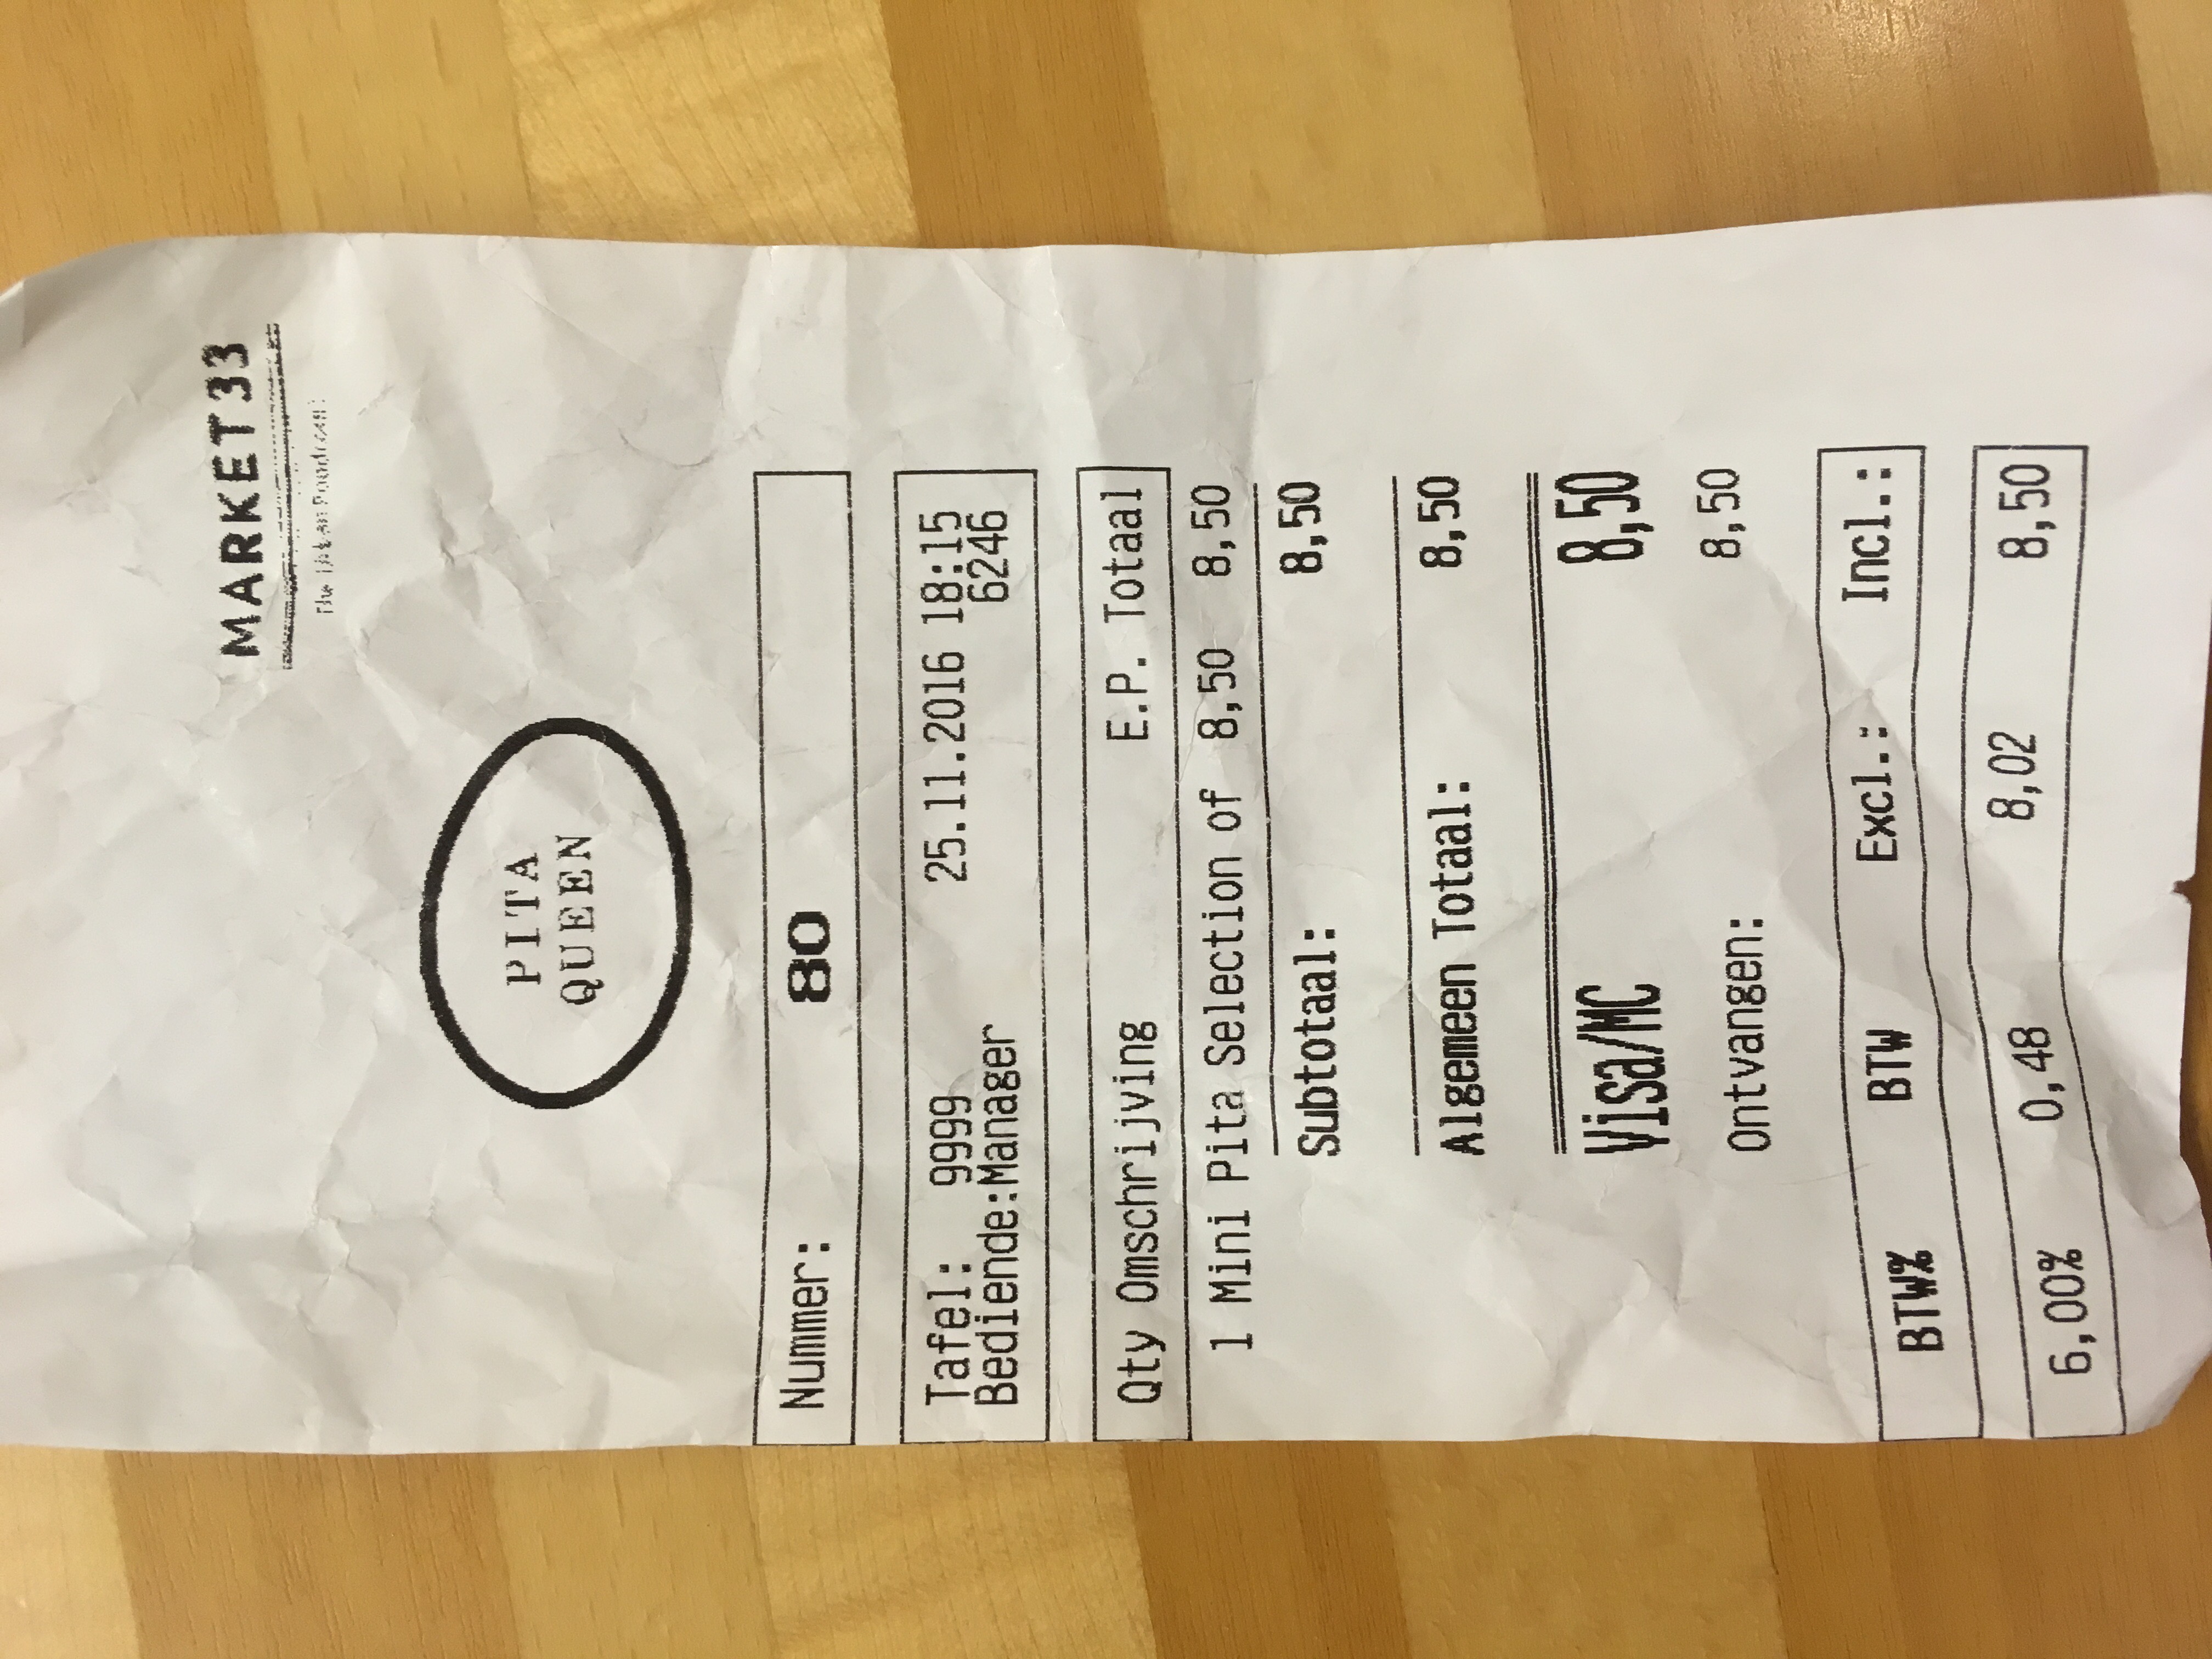 MARKET 33
The Urban Foodcourt
PITA
QUEEN
Nummer: 80
Tafel: 9999 25.11.2016 18:15
Bediende:Manager 6246
Qty Omschrijving E.P. Totaal
1 Mini Pita Selection of 8,50 8,50
Subtotaal: 8,50
Algemeen Totaal: 8,50
Visa/MC 8,50
Ontvangen: 8,50
BTW% BTW Excl.: Incl.:
6,00% 0,48 8,02 8,50